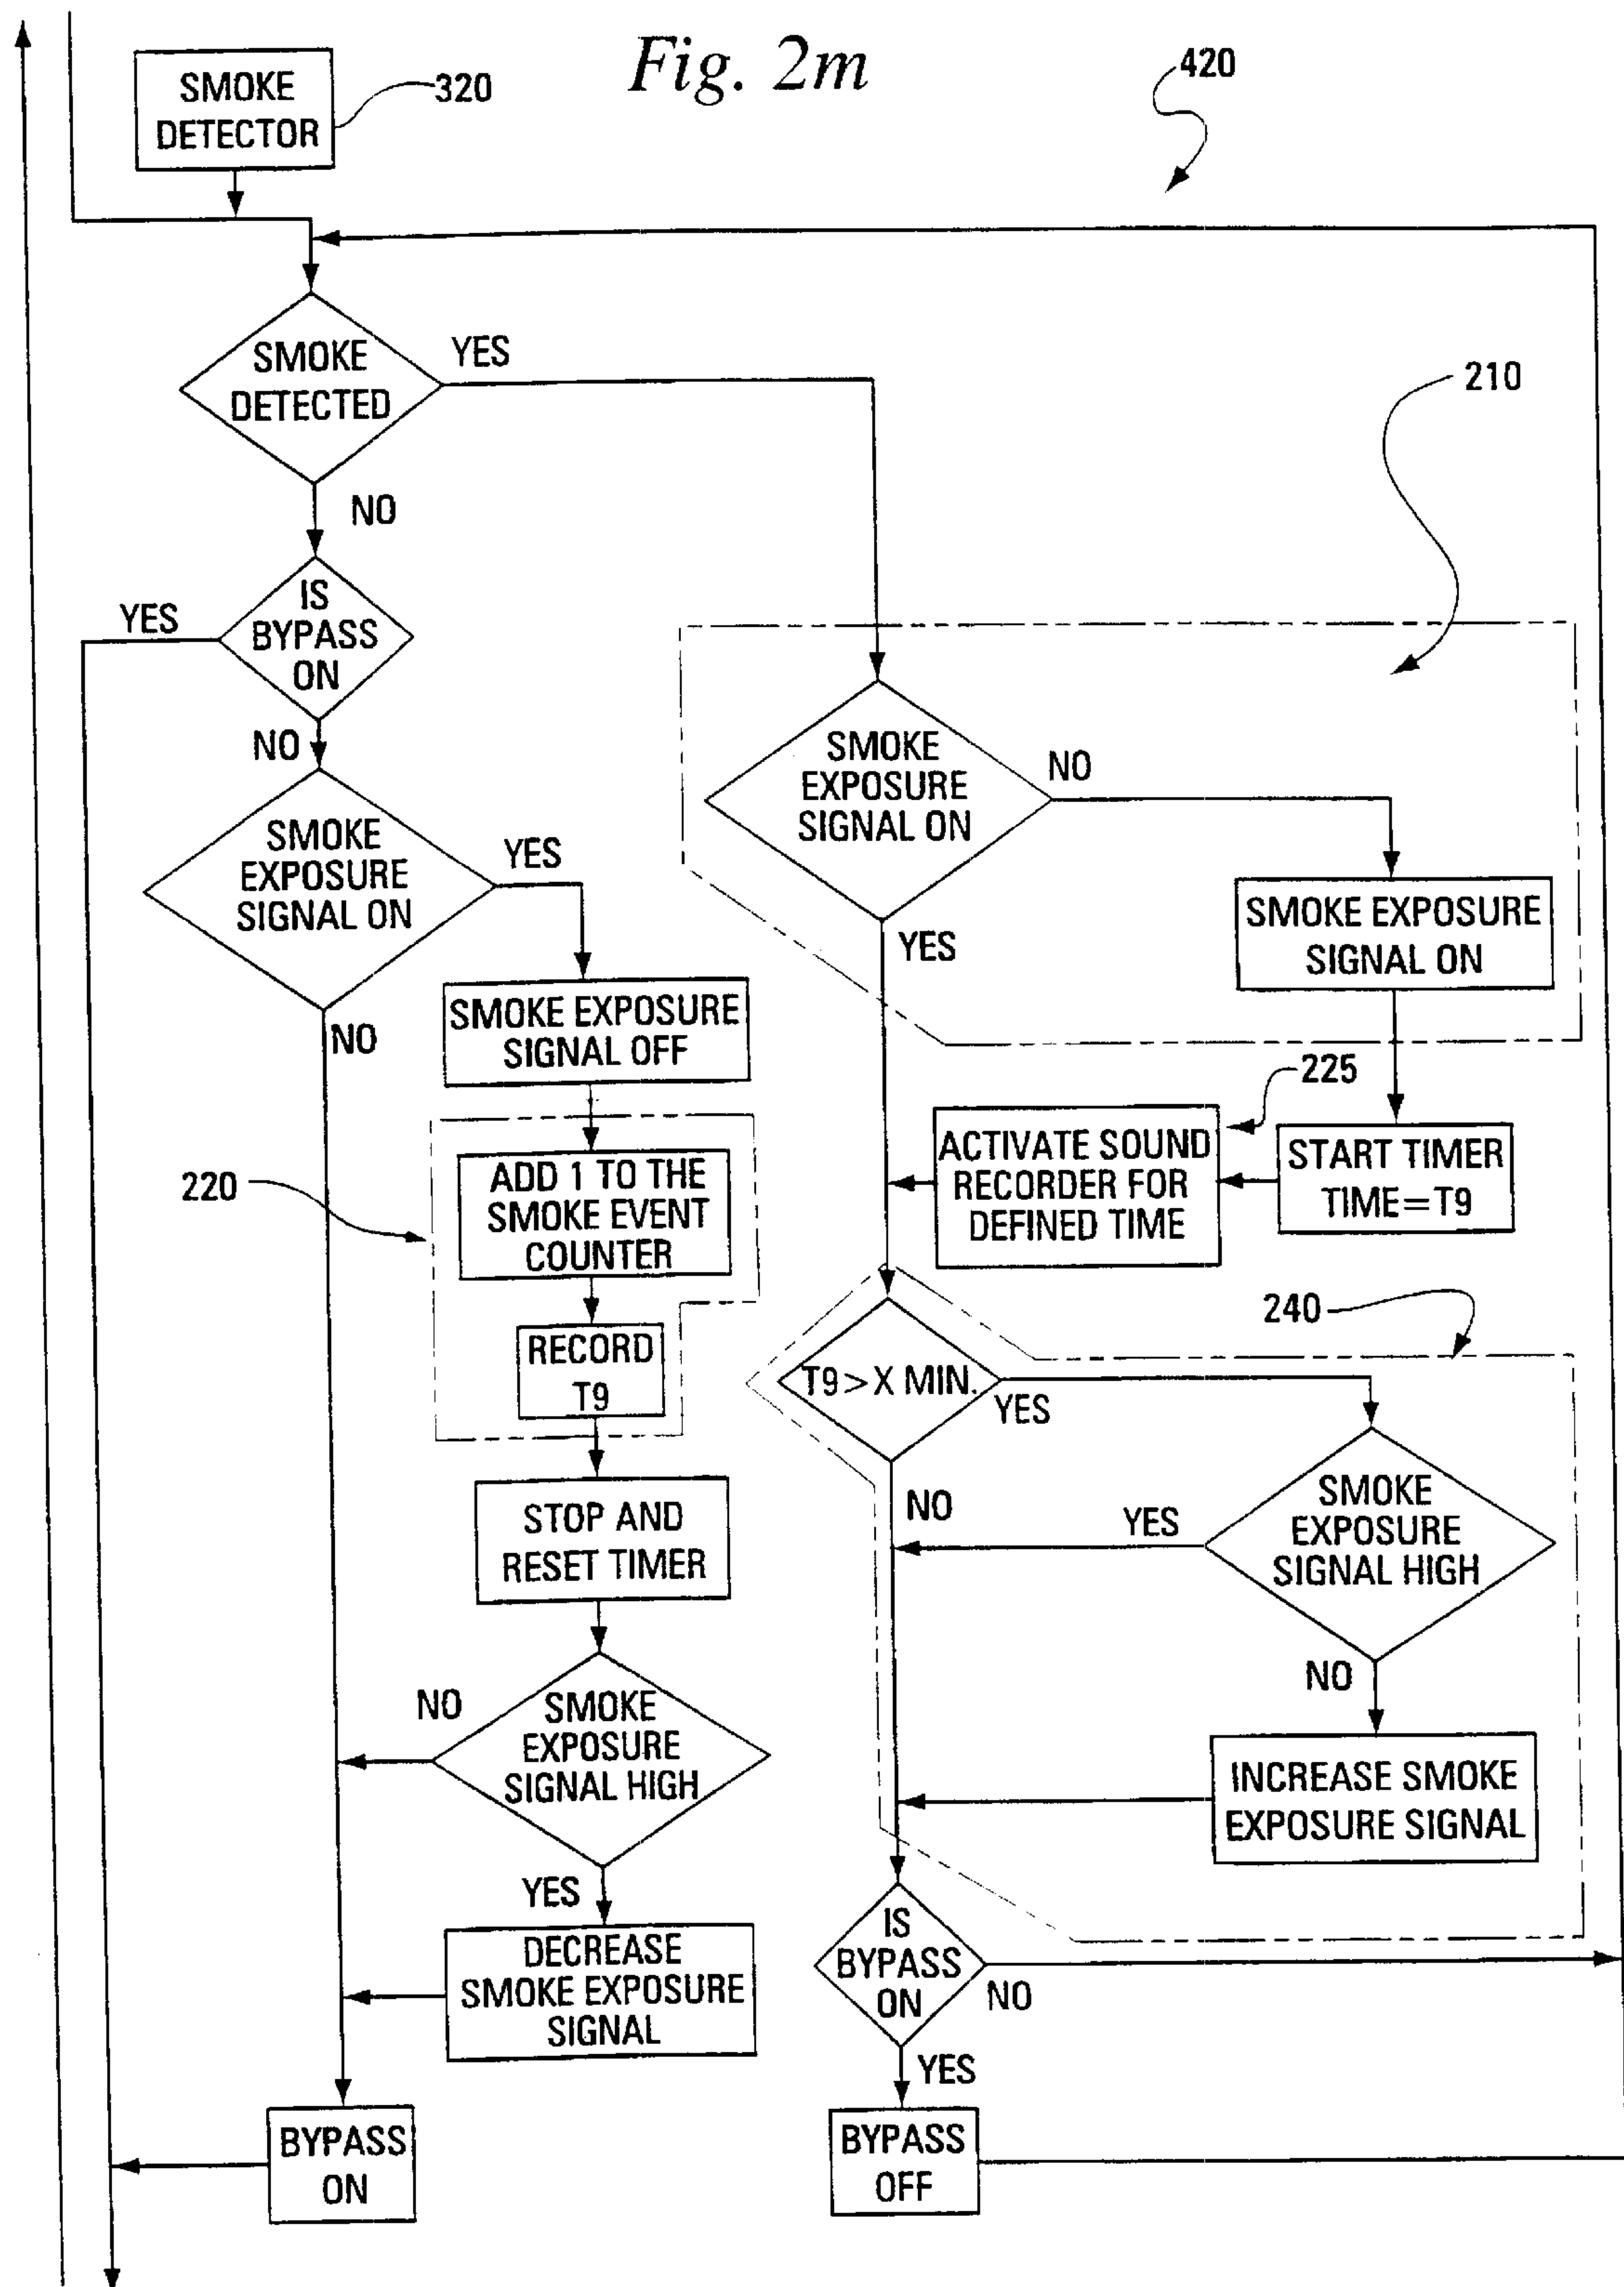 Fig. 2m
420
SMOKE
DETECTOR
320
SMOKE
DETECTED
YES
NO
210
IS
BYPASS
ON
YES
NO
SMOKE
EXPOSURE
SIGNAL ON
YES
NO
SMOKE
EXPOSURE
SIGNAL ON
NO
YES
SMOKE EXPOSURE
SIGNAL ON
SMOKE EXPOSURE
SIGNAL OFF
225
ACTIVATE SOUND
RECORDER FOR
DEFINED TIME
START TIMER
TIME=T9
220
ADD 1 TO THE
SMOKE EVENT
COUNTER
RECORD
T9
240
T9>X MIN.
YES
NO
STOP AND
RESET TIMER
SMOKE
EXPOSURE
SIGNAL HIGH
YES
NO
SMOKE
EXPOSURE
SIGNAL HIGH
NO
YES
INCREASE SMOKE
EXPOSURE SIGNAL
DECREASE
SMOKE EXPOSURE
SIGNAL
IS
BYPASS
ON
NO
YES
BYPASS
ON
BYPASS
OFF